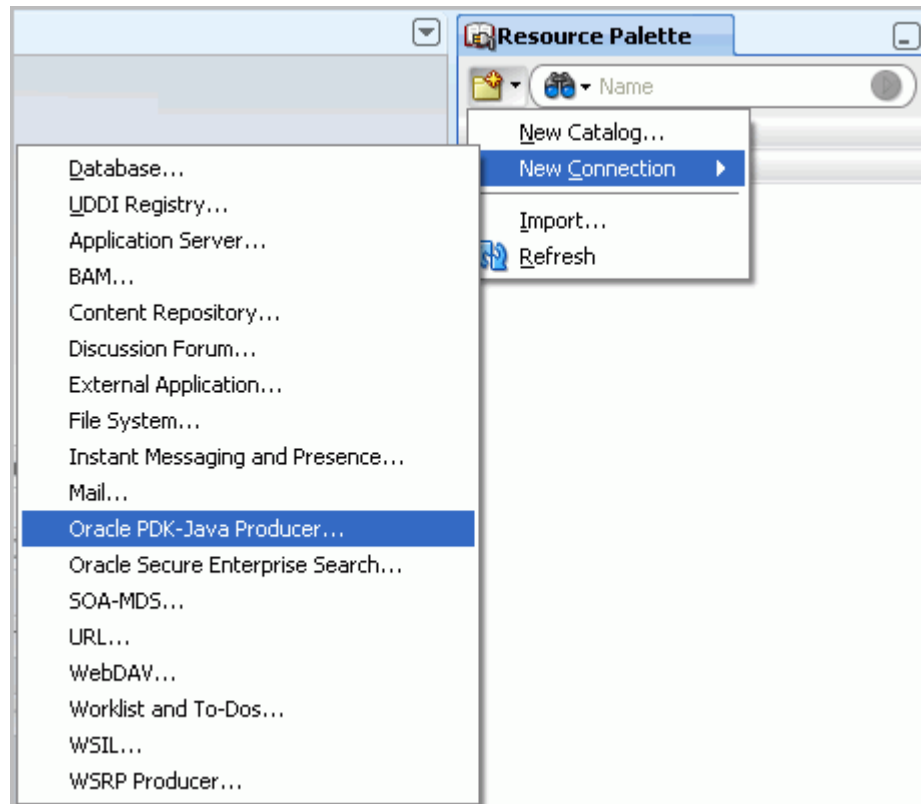 Resource Palette
Name
New Catalog...
New Connection
Import...
Refresh
Database...
UDDI Registry...
Application Server...
BAM...
Content Repository...
Discussion Forum...
External Application...
File System...
Instant Messaging and Presence...
Mail...
Oracle PDK-Java Producer...
Oracle Secure Enterprise Search...
SOA-MDS...
URL...
WebDAV...
Worklist and To-Dos...
WSIL...
WSRP Producer...